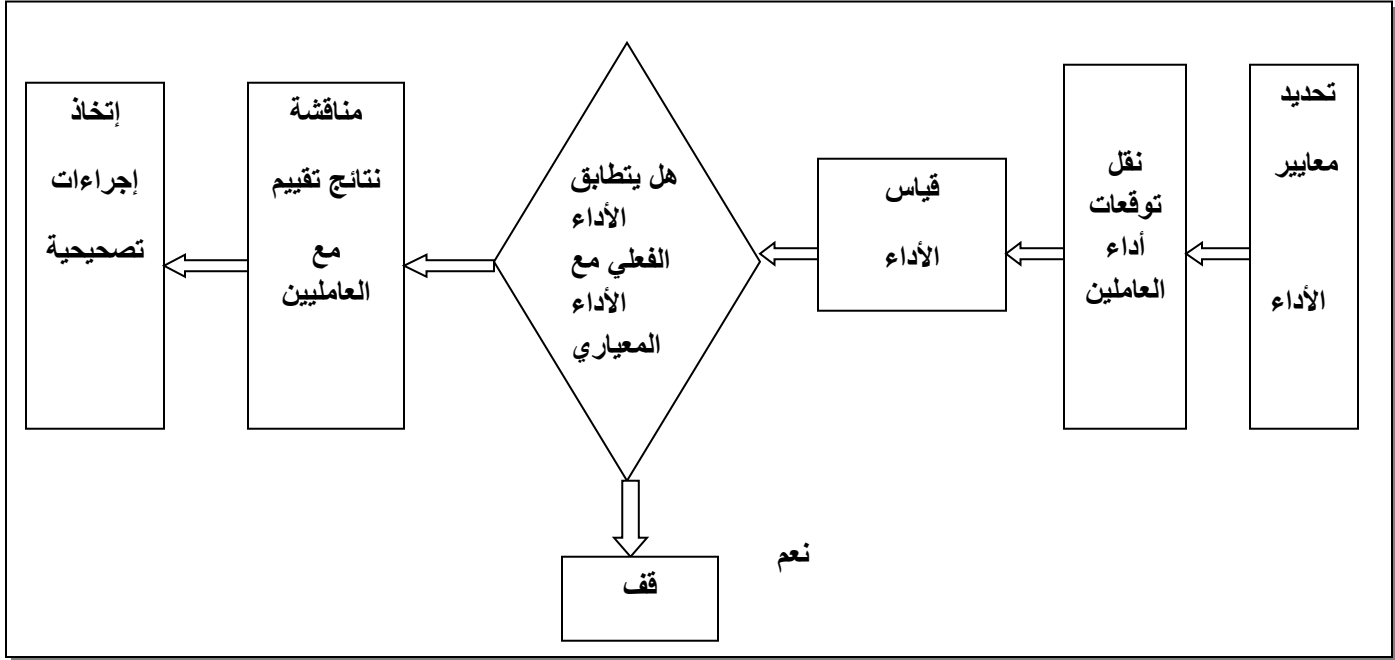 تحديد
معايير
الأداء
نقل
توقعات
أداء
العاملين
قياس
الأداء
هل يتطابق
الأداء
الفعلي مع
الأداء
المعياري
مناقشة
نتائج تقييم
مع
العامليين
إتخاذ
إجراءات
تصحيحية
نعم
قف